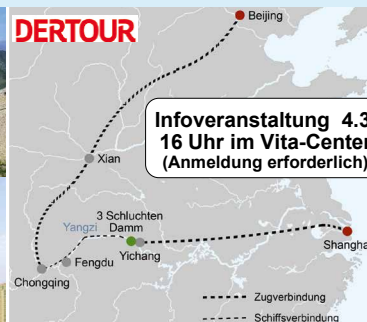 DERTOUR
Beijing
Infoveranstaltung 4.3
16 Uhr im Vita-Center
(Anmeldung erforderlich)
Xian
3 Schluchten
Damm
Yangzi
Yichang
Shangha
Fengdu
Chongqing
Zugverbindung
Schiffsverbindung